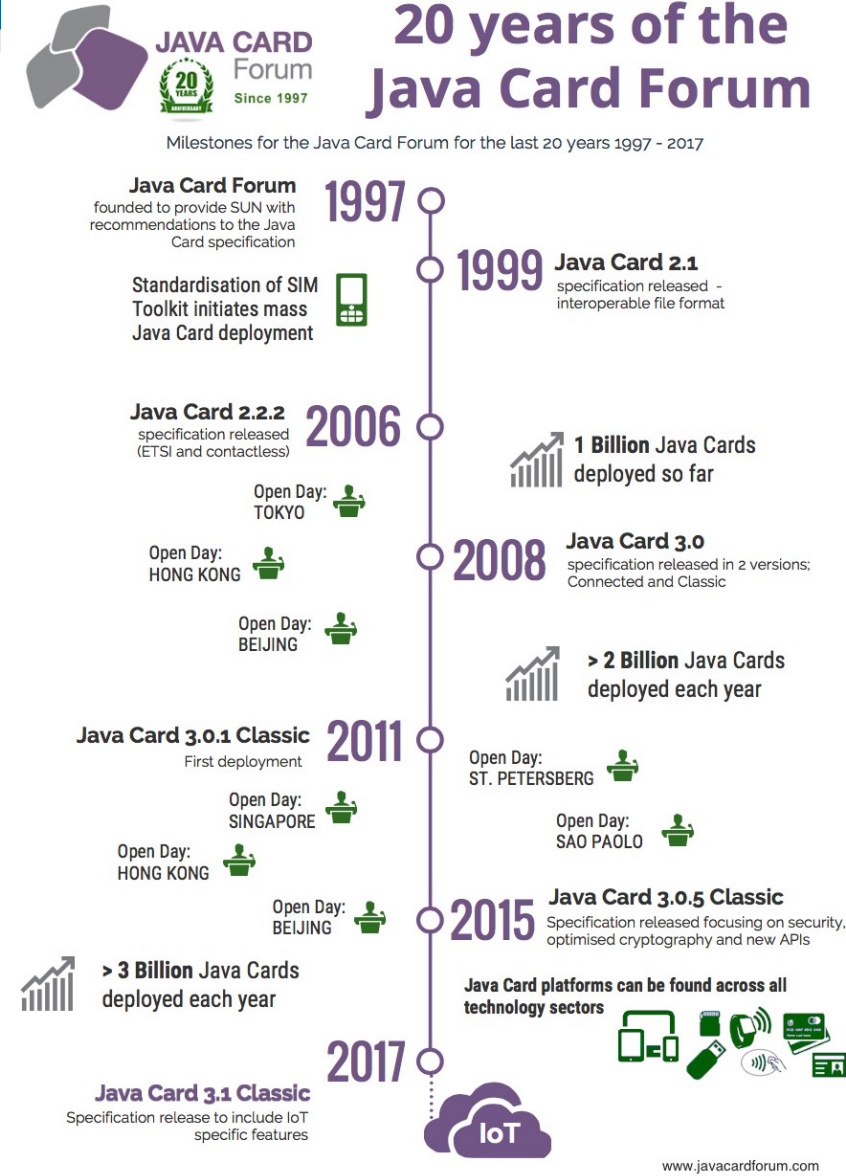 JAVA CARD
Forum
20
YEARS
ANNIVERSARY
Since 1997
20 years of the
Java Card Forum
Milestones for the Java Card Forum for the last 20 years 1997 - 2017
Java Card Forum
founded to provide SUN with
recommendations to the Java
Card specification
1997
1999
Java Card 2.1
specification released -
interoperable file format
Standardisation of SIM
Toolkit initiates mass
Java Card deployment
Java Card 2.2.2
specification released
(ETSI and contactless)
2006
1 Billion Java Cards
deployed so far
Open Day:
TOKYO
Open Day:
HONG KONG
2008
Java Card 3.0
specification released in 2 versions;
Connected and Classic
Open Day:
BEIJING
> 2 Billion Java Cards
deployed each year
Java Card 3.0.1 Classic
First deployment
2011
Open Day:
ST. PETERSBERG
Open Day:
SINGAPORE
Open Day:
SAO PAOLO
Open Day:
HONG KONG
Open Day:
BEIJING
2015
Java Card 3.0.5 Classic
Specification released focusing on security,
optimised cryptography and new APIs
> 3 Billion Java Cards
deployed each year
Java Card platforms can be found across all
technology sectors
2017
Java Card 3.1 Classic
Specification release to include IoT
specific features
IoT
www.javacardforum.com